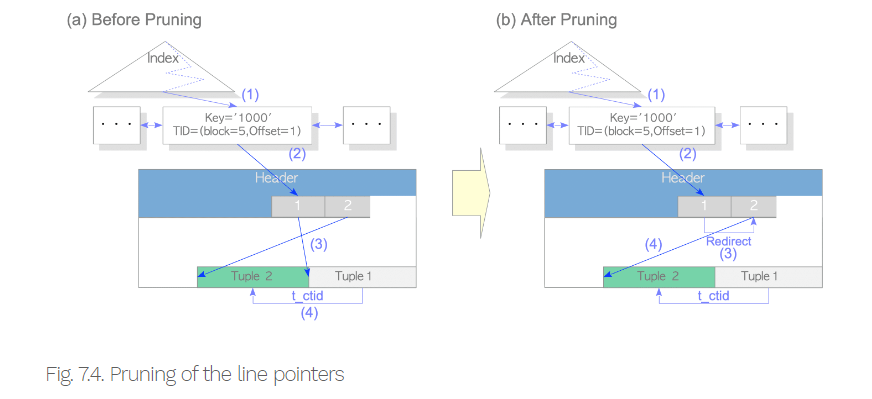 (a) Before Pruning
Index
(1)
. . .
Key='1000'
TID=(block=5,Offset=1)
. . .
(2)
Header
1
2
(3)
Tuple 2
Tuple 1
t_ctid
(4)
(b) After Pruning
Index
(1)
. . .
Key='1000'
TID=(block=5,Offset=1)
. . .
(2)
Header
1
2
(4)
Redirect
(3)
Tuple 2
Tuple 1
t_ctid
Fig. 7.4. Pruning of the line pointers